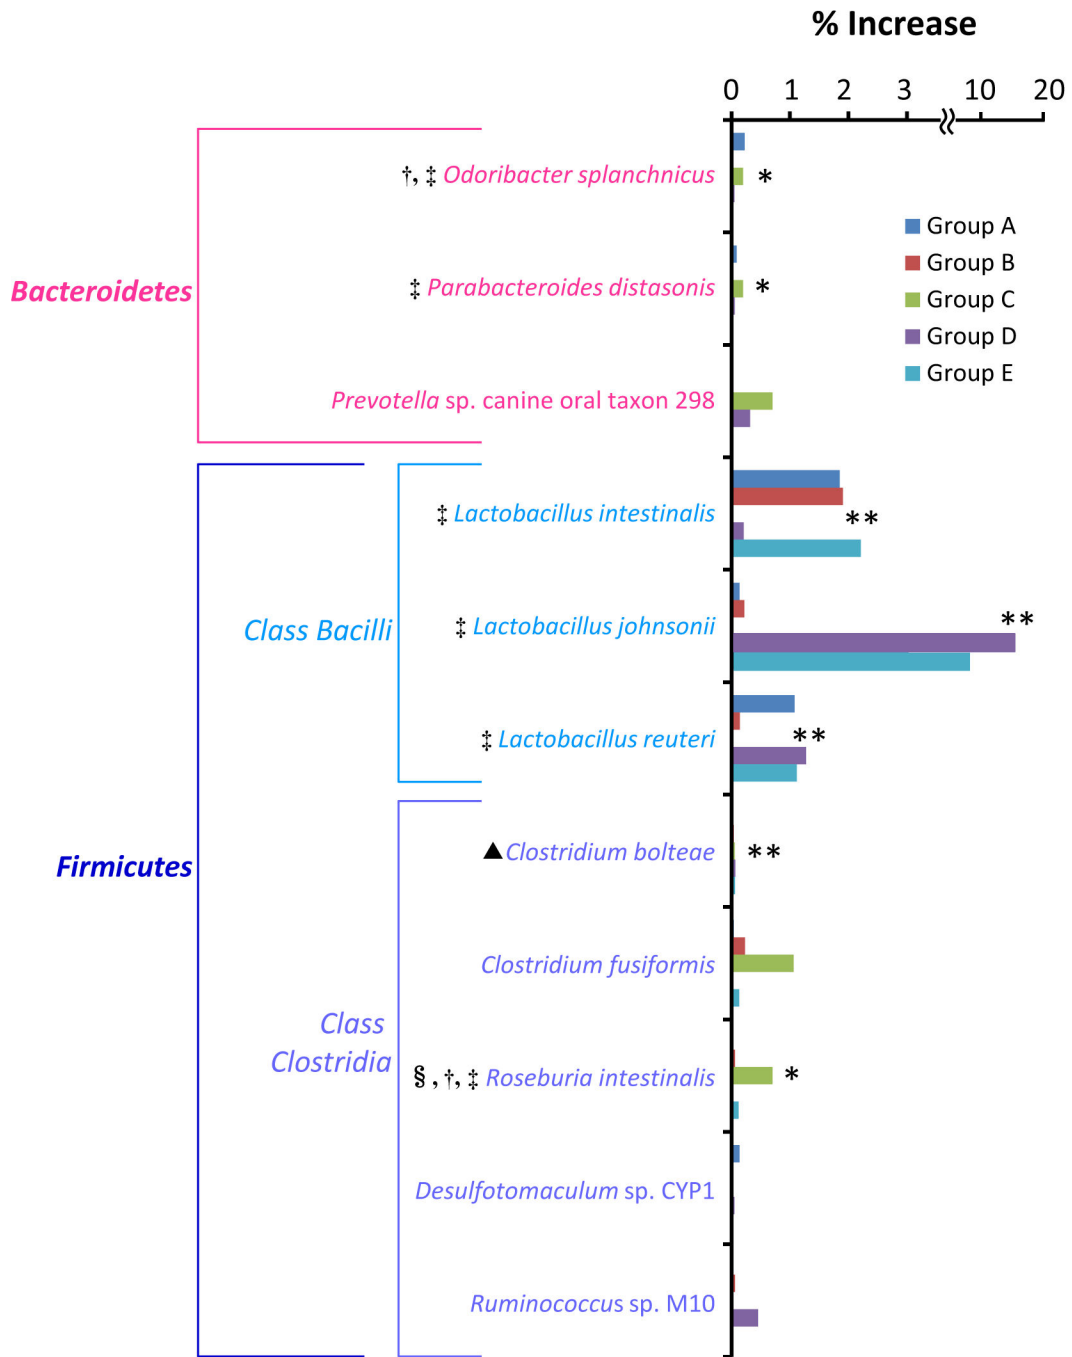 % Increase
0 1 2 3 10 20
†, ‡ Odoribacter splanchnicus *
Group A
Group B
Group C
Group D
Group E
Bacteroidetes
‡ Parabacteroides distasonis *
Prevotella sp. canine oral taxon 298
‡ Lactobacillus intestinalis **
Class Bacilli
‡ Lactobacillus johnsonii **
‡ Lactobacillus reuteri **
Firmicutes
▲Clostridium bolteae **
Clostridium fusiformis
Class
Clostridia
§ , †, ‡ Roseburia intestinalis *
Desulfotomaculum sp. CYP1
Ruminococcus sp. M10